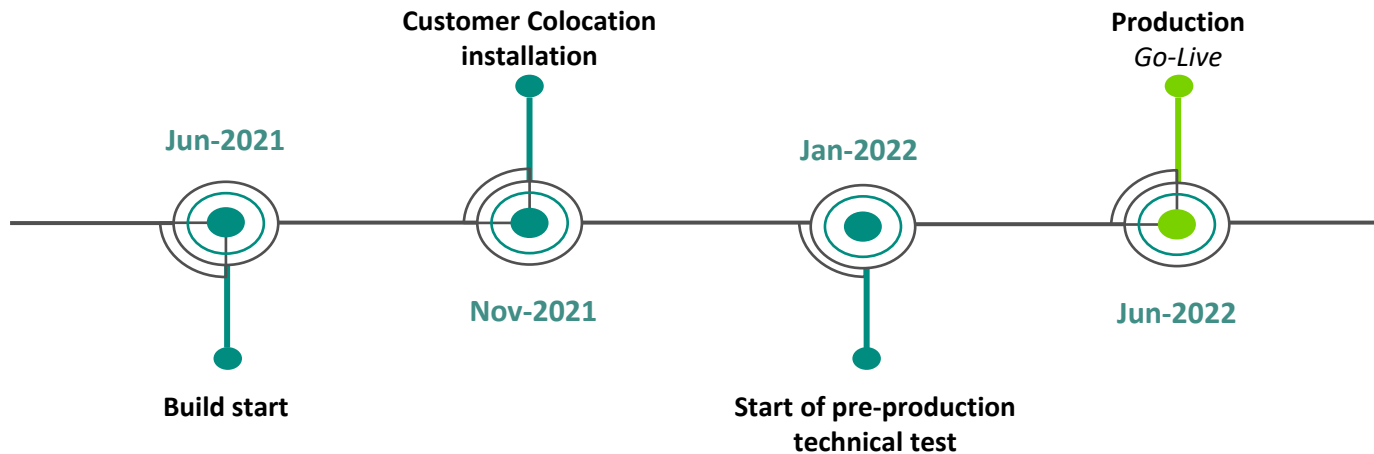 Customer Colocation
installation
Production
Go-Live
Jun-2021
Jan-2022
Nov-2021
Jun-2022
Build start
Start of pre-production
technical test